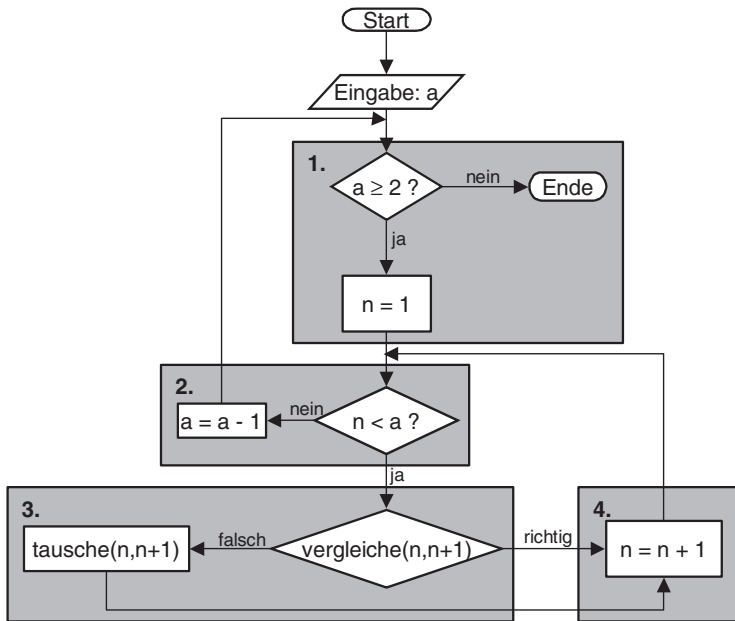 Start
Eingabe: a
1.
a ≥ 2 ?
nein
Ende
ja
n = 1
2.
a = a - 1
nein
n < a ?
ja
3.
tausche(n,n+1)
falsch
vergleiche(n,n+1)
richtig
4.
n = n + 1